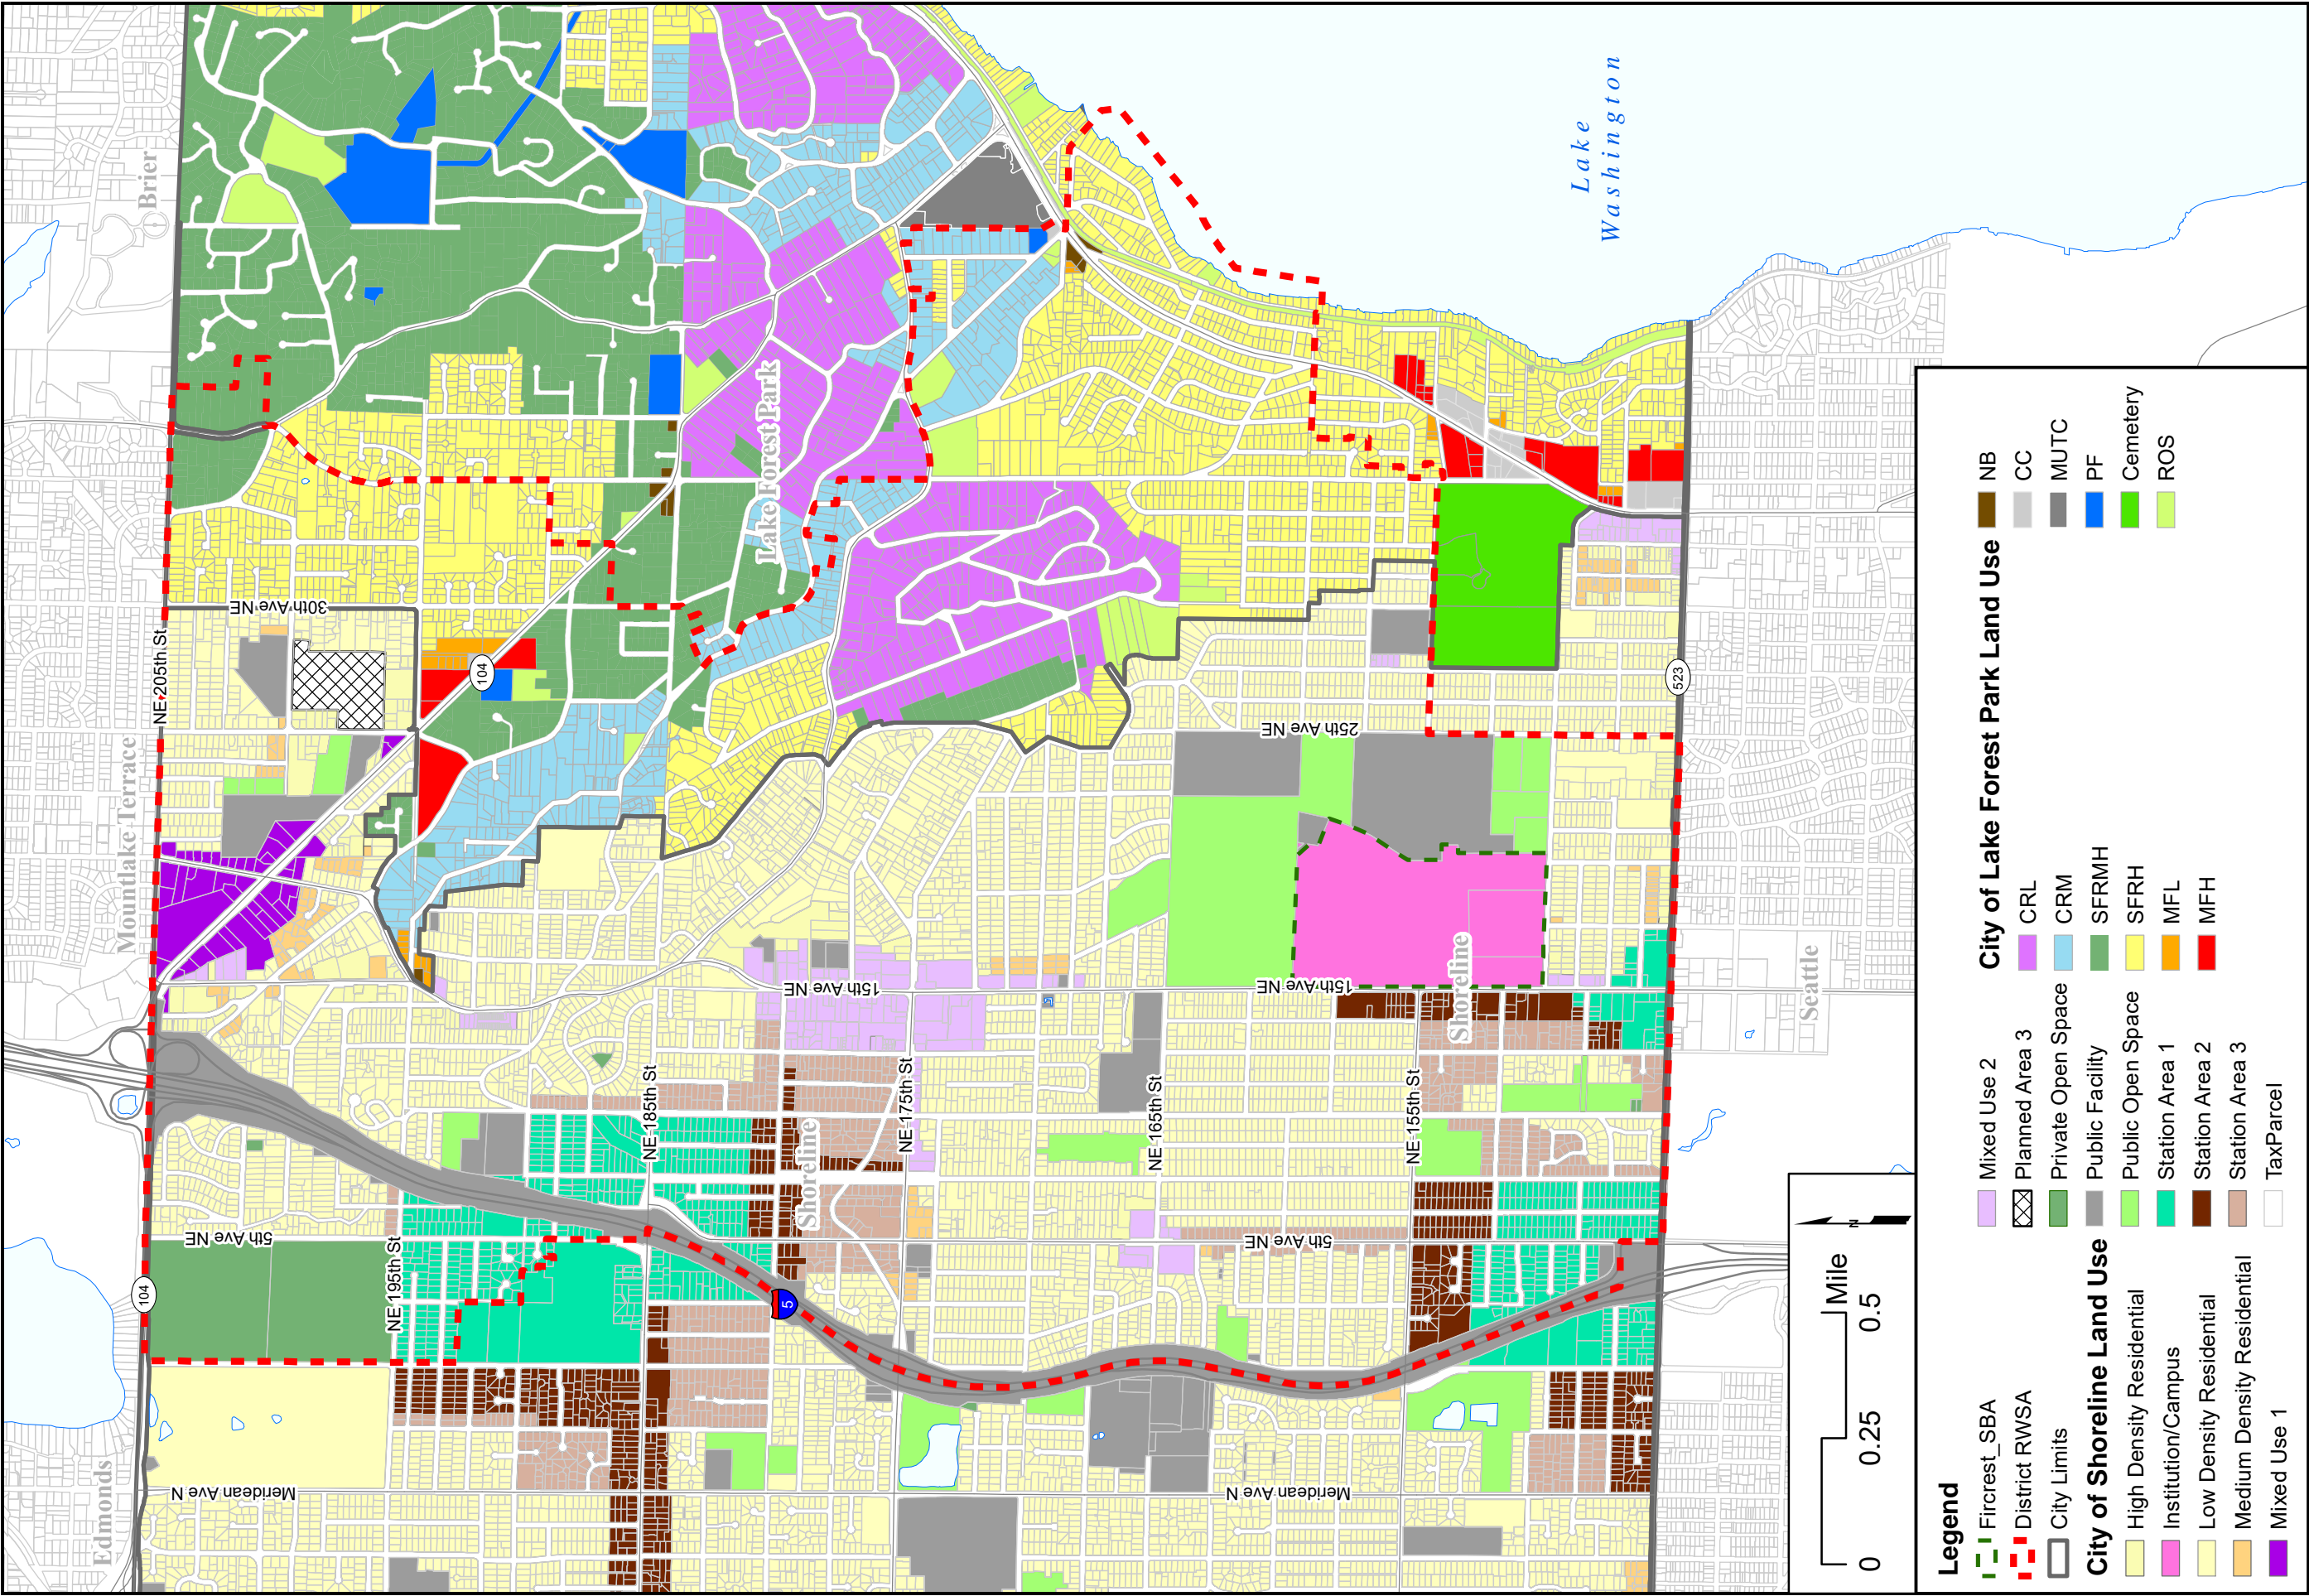 Edmonds
Mountlake Terrace
Brier
104
NE 205th St
Meridean Ave N
5th Ave NE
30th Ave NE
104
NE 195th St
NE 185th St
5
Shoreline
NE 175th St
15th Ave NE
Lake Forest Park
NE 165th St
Meridean Ave N
5th Ave NE
15th Ave NE
25th Ave NE
NE 155th St
Shoreline
523
Seattle
Lake
Washington
0
0.25
0.5
Mile
N
Legend
Fircrest_SBA
District RWSA
City Limits
City of Shoreline Land Use
High Density Residential
Institution/Campus
Low Density Residential
Medium Density Residential
Mixed Use 1
Mixed Use 2
Planned Area 3
Private Open Space
Public Facility
Public Open Space
Station Area 1
Station Area 2
Station Area 3
TaxParcel
City of Lake Forest Park Land Use
CRL
CRM
SFRMH
SFRH
MFL
MFH
NB
CC
MUTC
PF
Cemetery
ROS